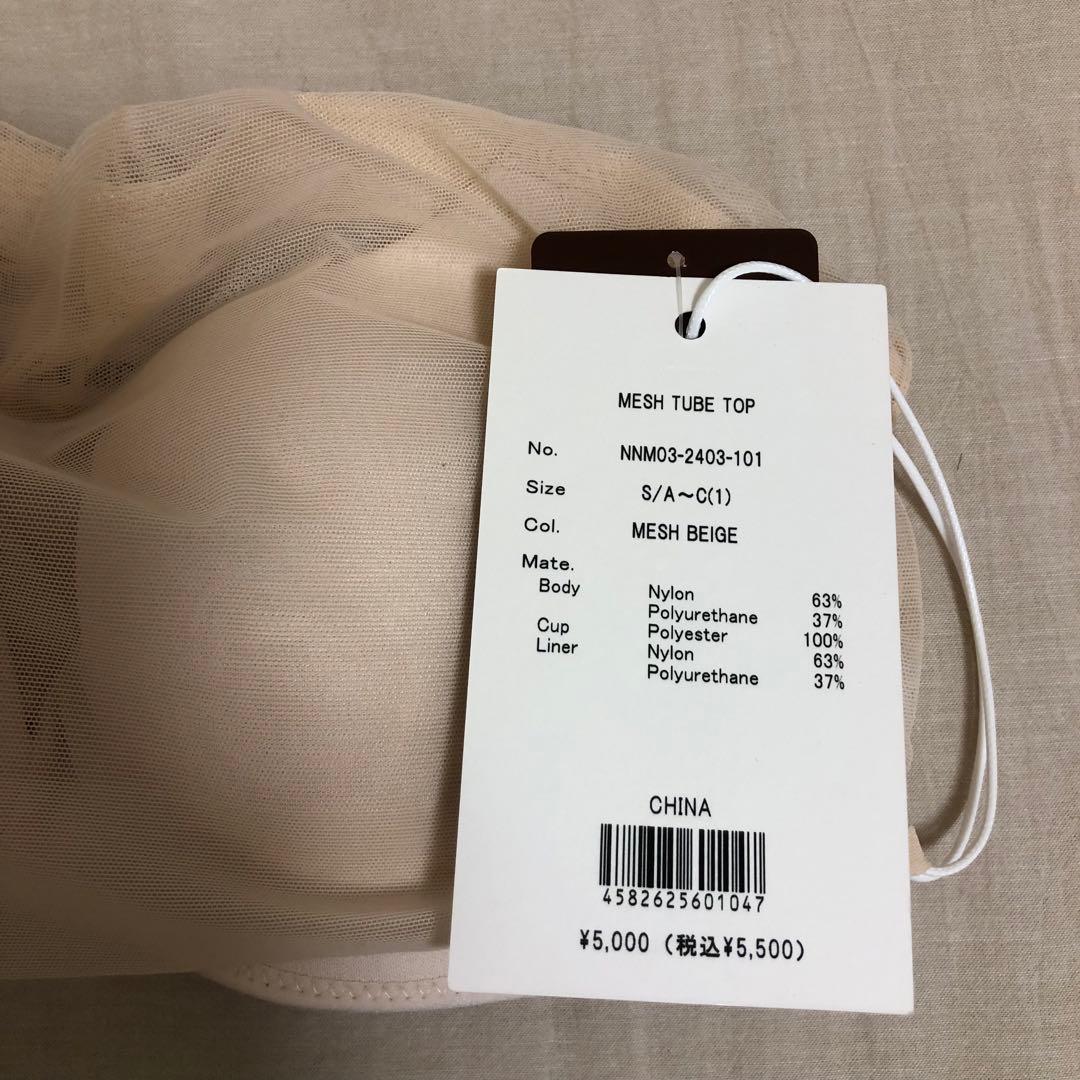 MESH TUBE TOP
No. NNM03-2403-101
Size S/A～C(1)
Col. MESH BEIGE
Mate.
Body Nylon 63%
Polyurethane 37%
Cup Polyester 100%
Liner Nylon 63%
Polyurethane 37%
CHINA
4582625601047
¥5,000 (税込¥5,500)